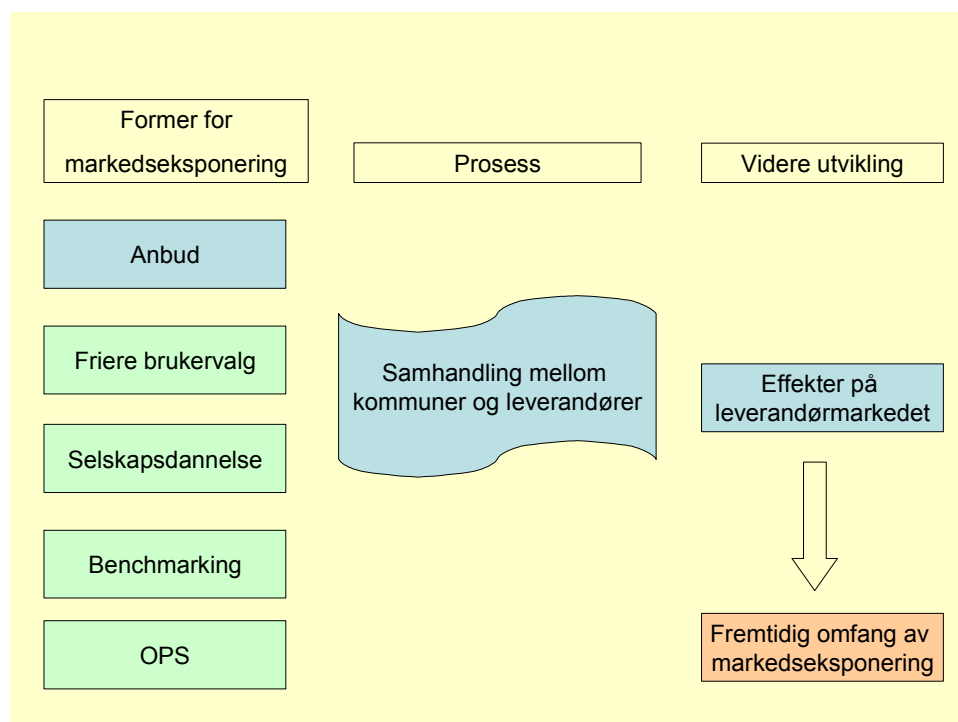 Former for
markedseksponering
Prosess
Videre utvikling
Anbud
Friere brukervalg
Selskapsdannelse
Benchmarking
OPS
Samhandling mellom
kommuner og leverandører
Effekter på
leverandørmarkedet
Fremtidig omfang av
markedseksponering